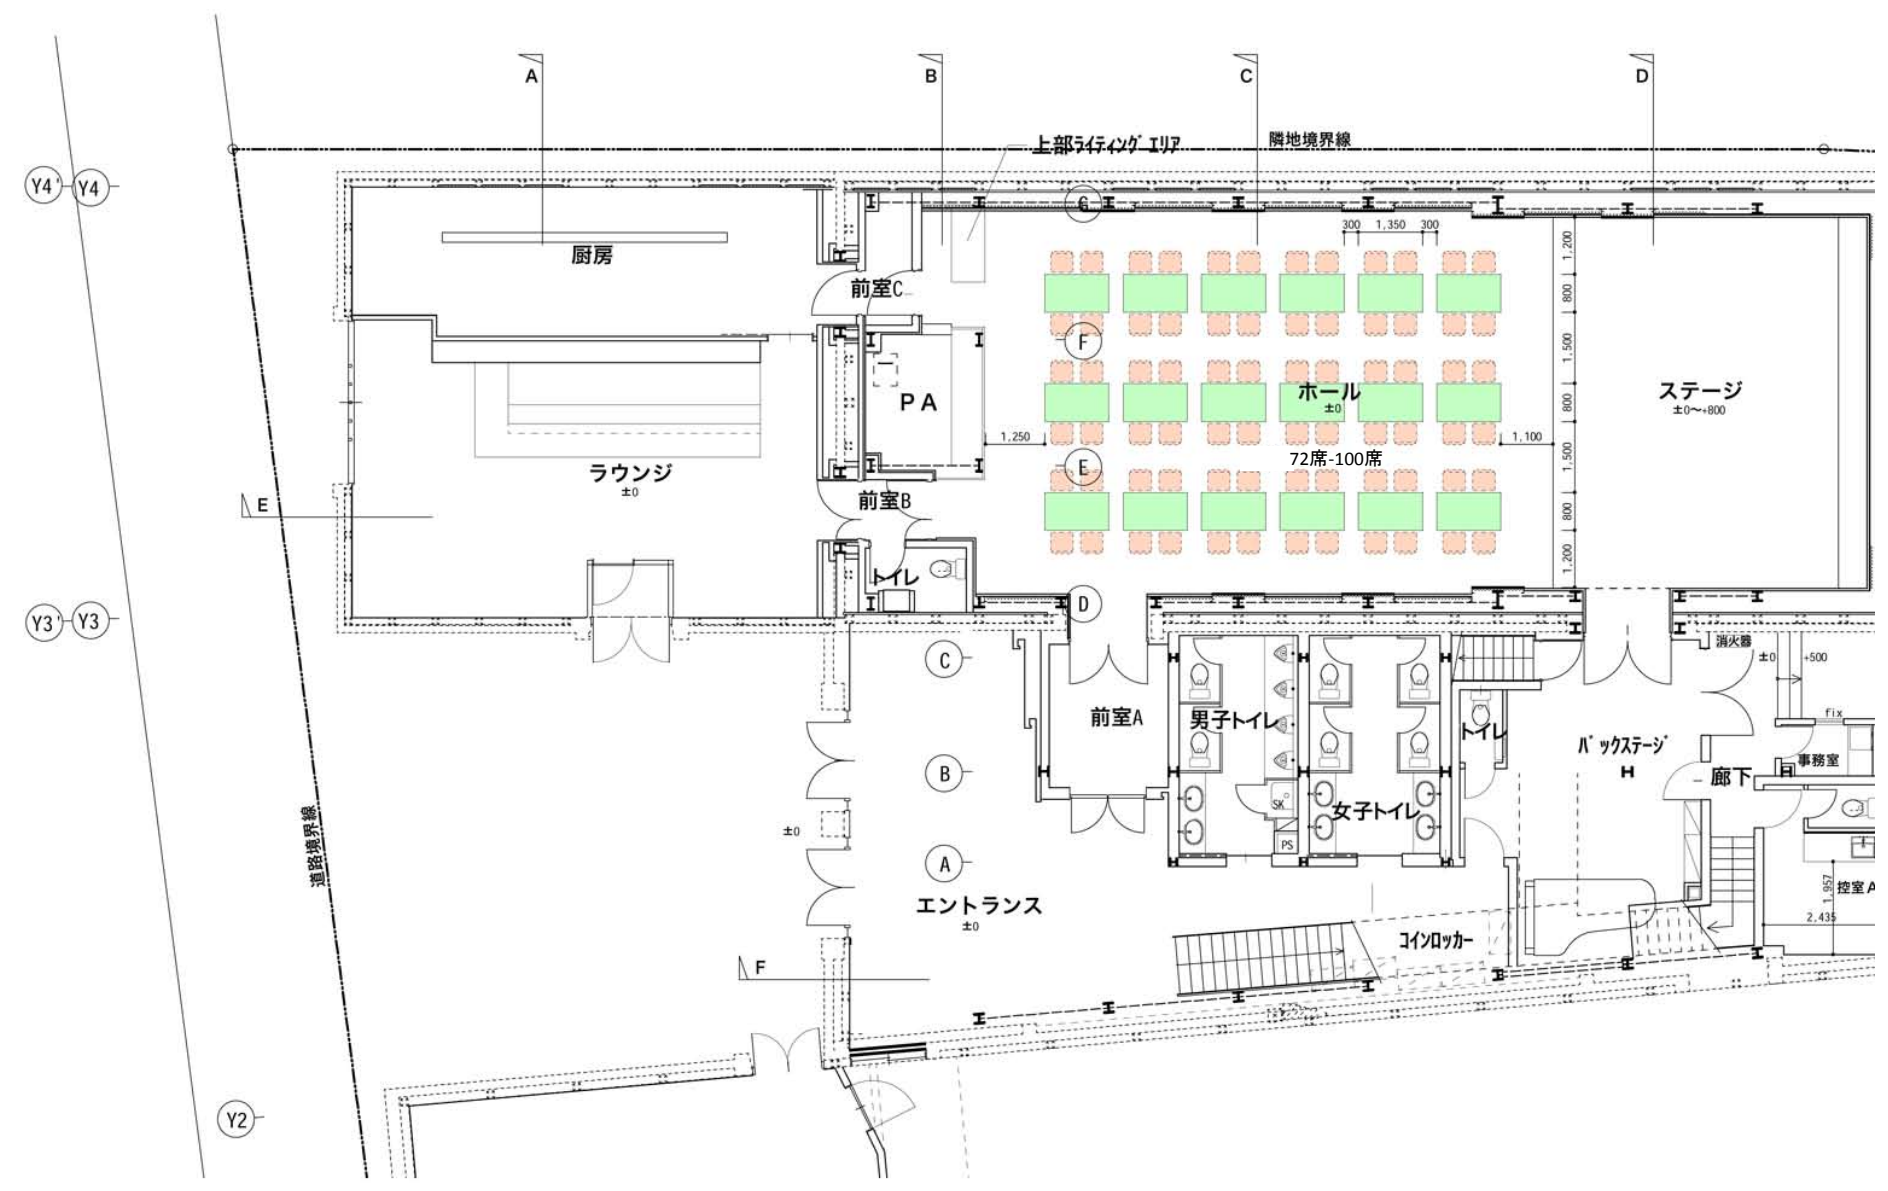 A
B
C
D
上部ライティングエリア
隣地境界線
Y4'
Y4
G
300
1,350
300
1,200
厨房
前室C
800
F
1,500
PA
ホール
±0
ステージ
±0〜+800
800
1,250
1,100
E
72席-100席
1,500
ラウンジ
±0
前室B
E
800
トイレ
1,200
D
Y3'
Y3
C
消火器
±0
+500
前室A
男子トイレ
トイレ
fix
バックステージ
事務室
B
廊下
SK
女子トイレ
±0
PS
道路境界線
A
控室A
1,957
エントランス
±0
2,435
コインロッカー
F
Y2